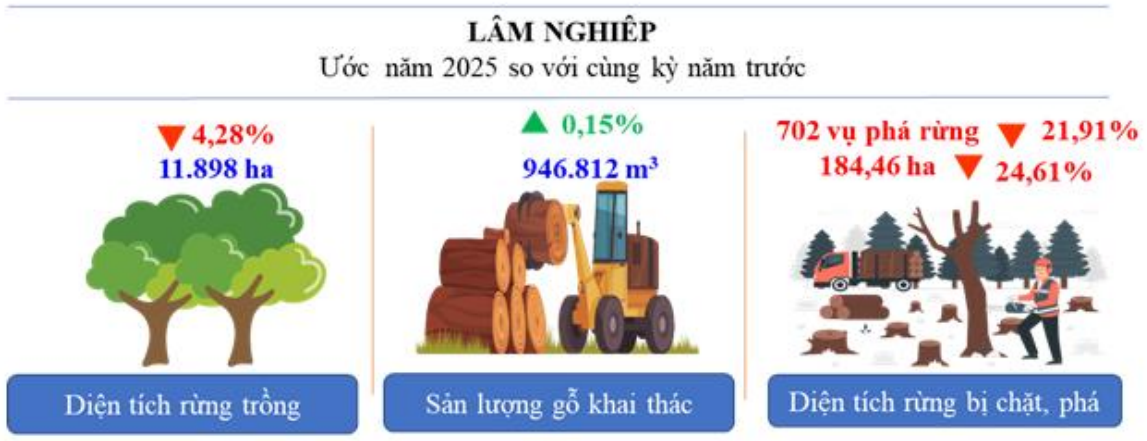 LÂM NGHIỆP
Ước năm 2025 so với cùng kỳ năm trước
▼ 4,28%
11.898 ha
Diện tích rừng trồng
▲ 0,15%
946.812 m³
Sản lượng gỗ khai thác
702 vụ phá rừng ▼ 21,91%
184,46 ha ▼ 24,61%
Diện tích rừng bị chặt, phá